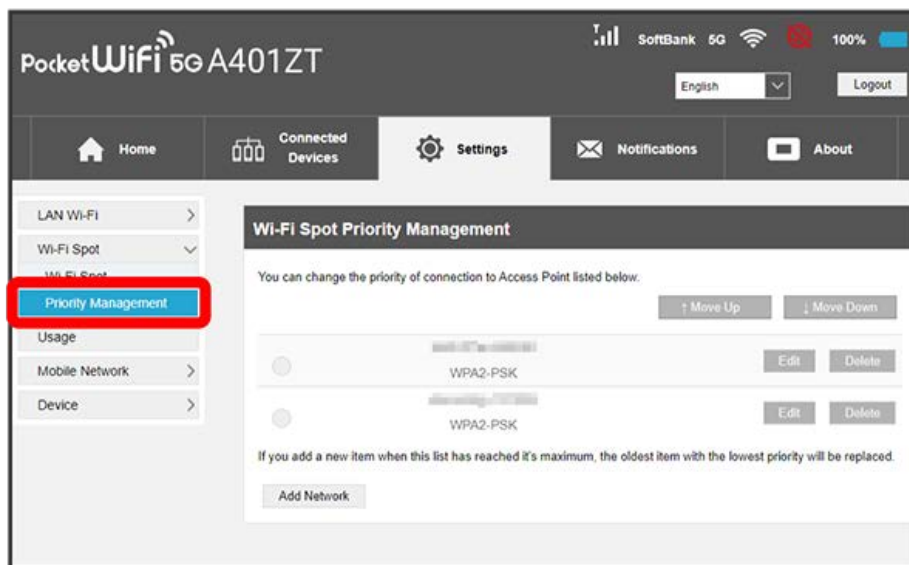 SoftBank 5G 100%
Pocket WiFi 5G A401ZT
English Logout
Home Connected Devices Settings Notifications About
LAN Wi-Fi
Wi-Fi Spot
Wi-Fi Spot
Priority Management
Usage
Mobile Network
Device
Wi-Fi Spot Priority Management
You can change the priority of connection to Access Point listed below.
↑ Move Up ↓ Move Down
WPA2-PSK Edit Delete
WPA2-PSK Edit Delete
If you add a new item when this list has reached it's maximum, the oldest item with the lowest priority will be replaced.
Add Network